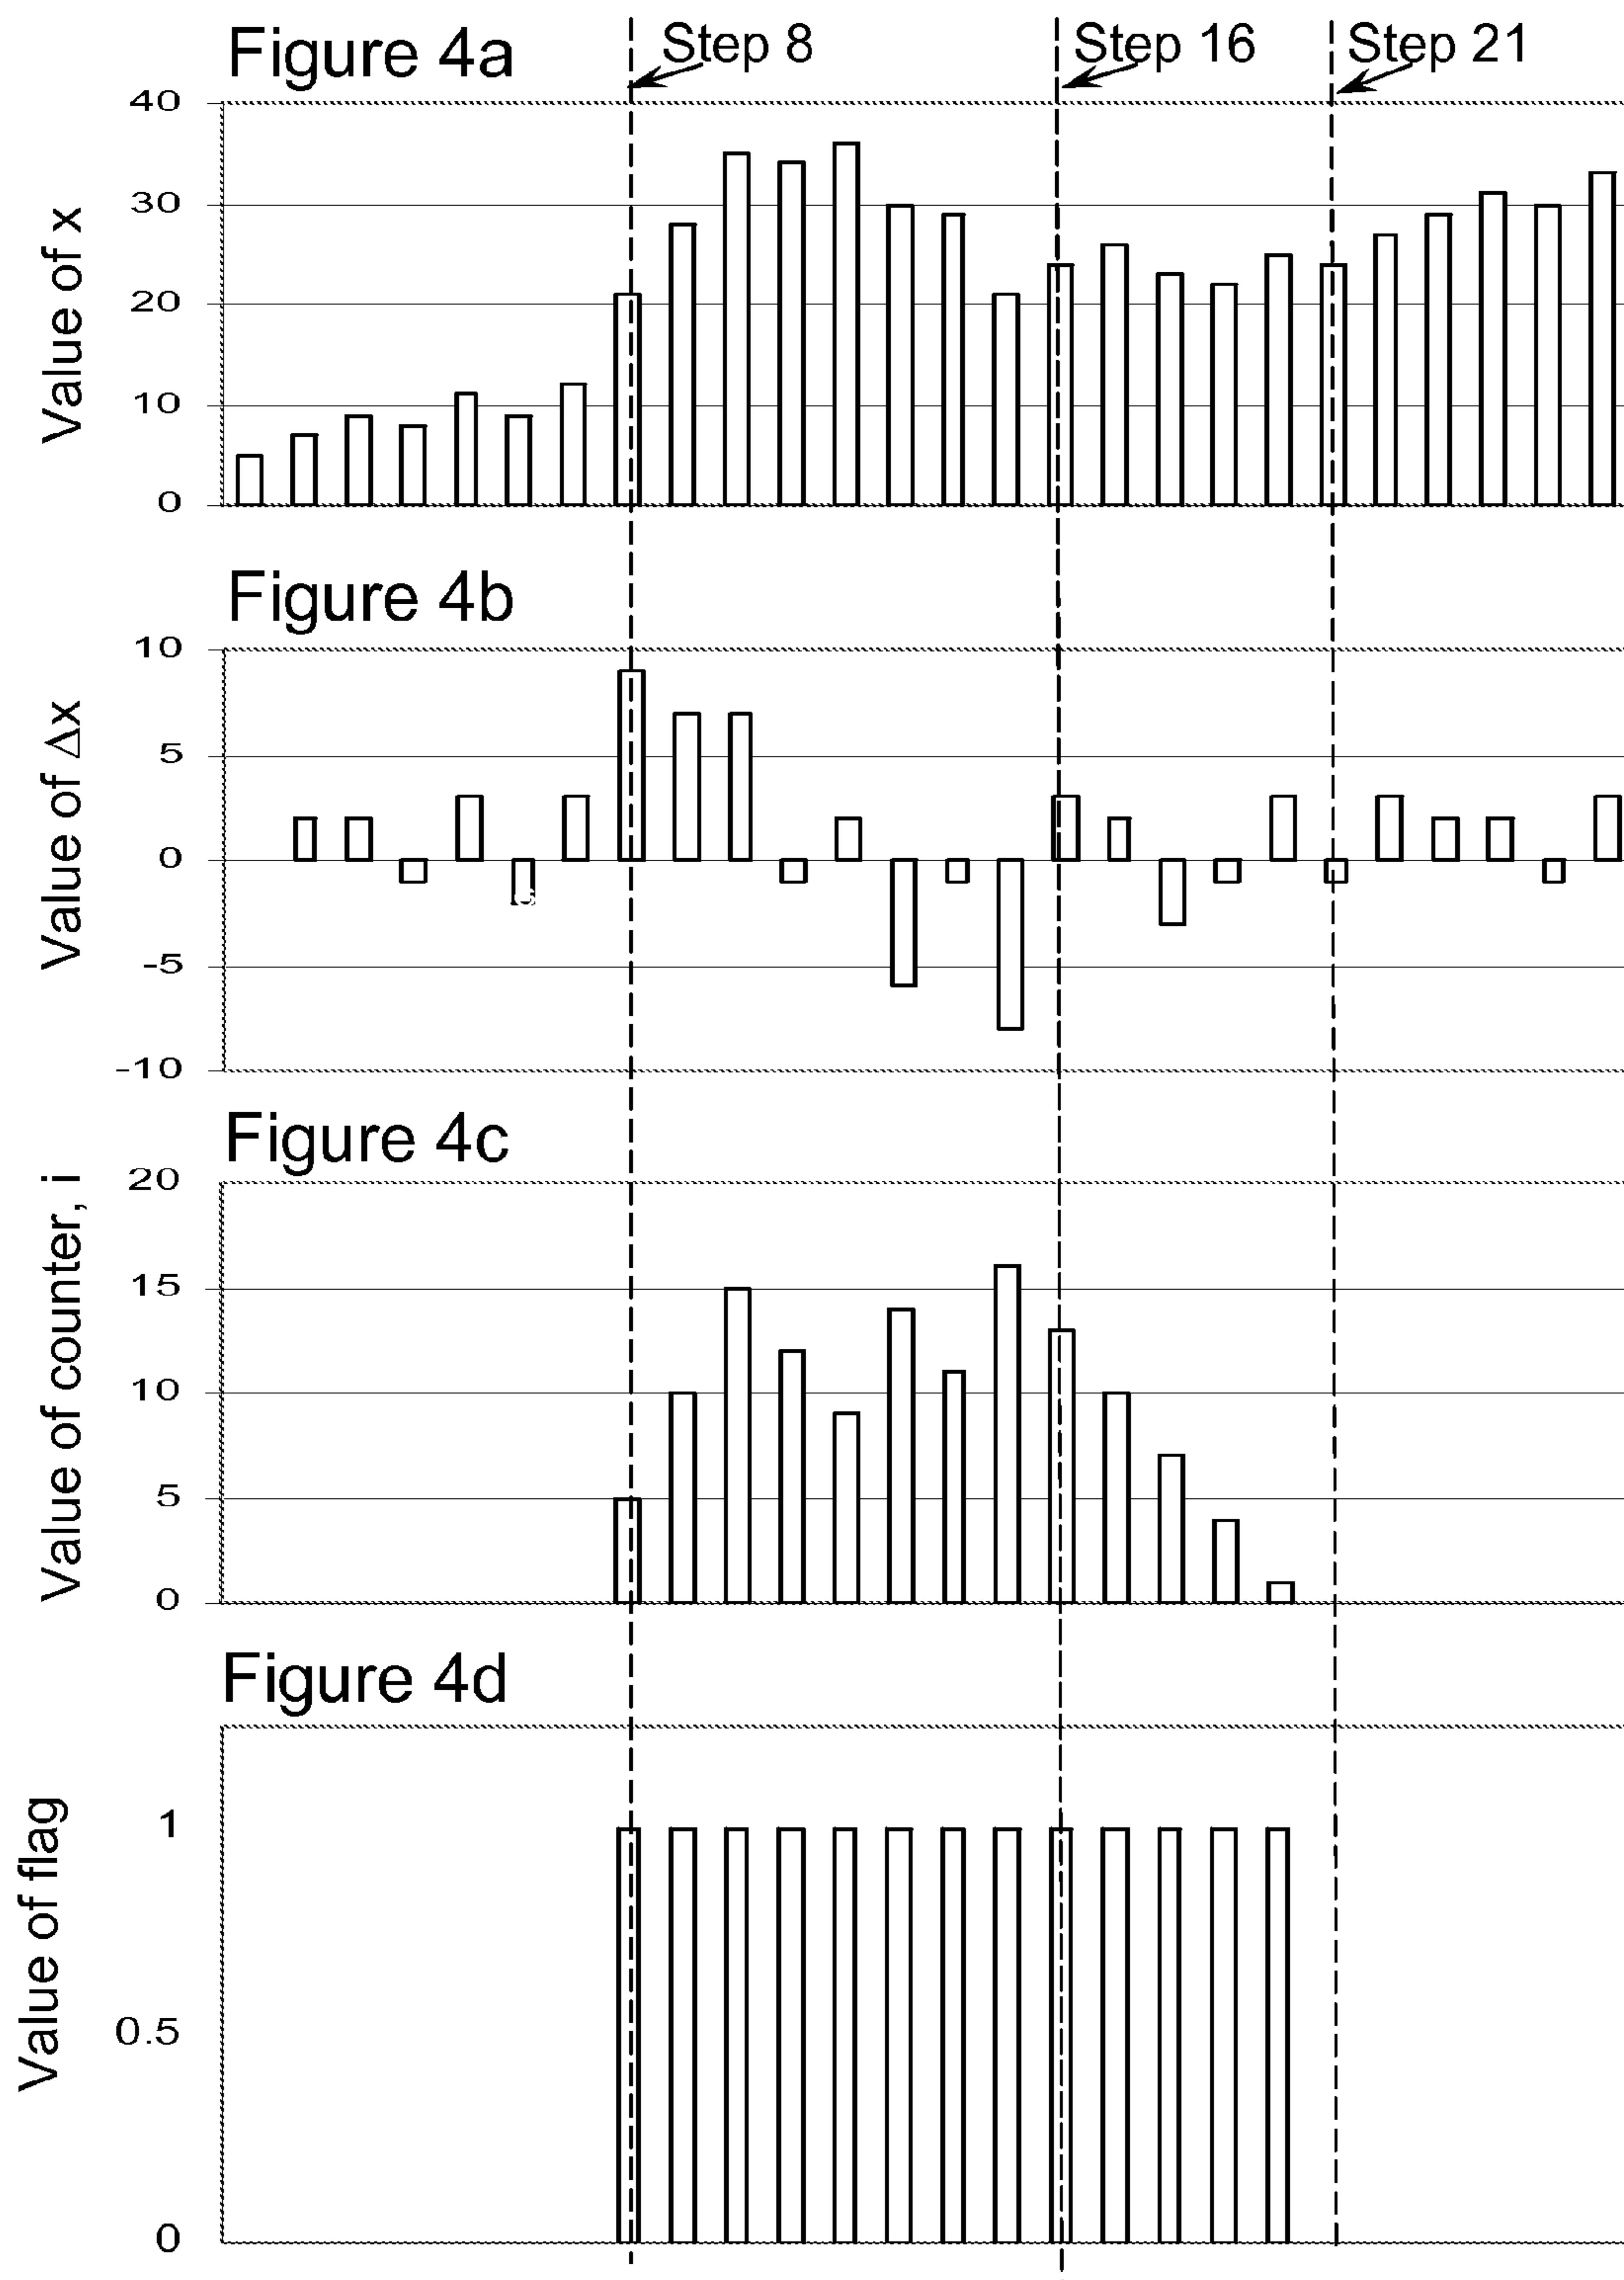 Figure 4a
Step 8
Step 16
Step 21
Value of x
40
30
20
10
0
Figure 4b
Value of Δx
10
5
0
-5
-10
Figure 4c
Value of counter, i
20
15
10
5
0
Figure 4d
Value of flag
1
0.5
0